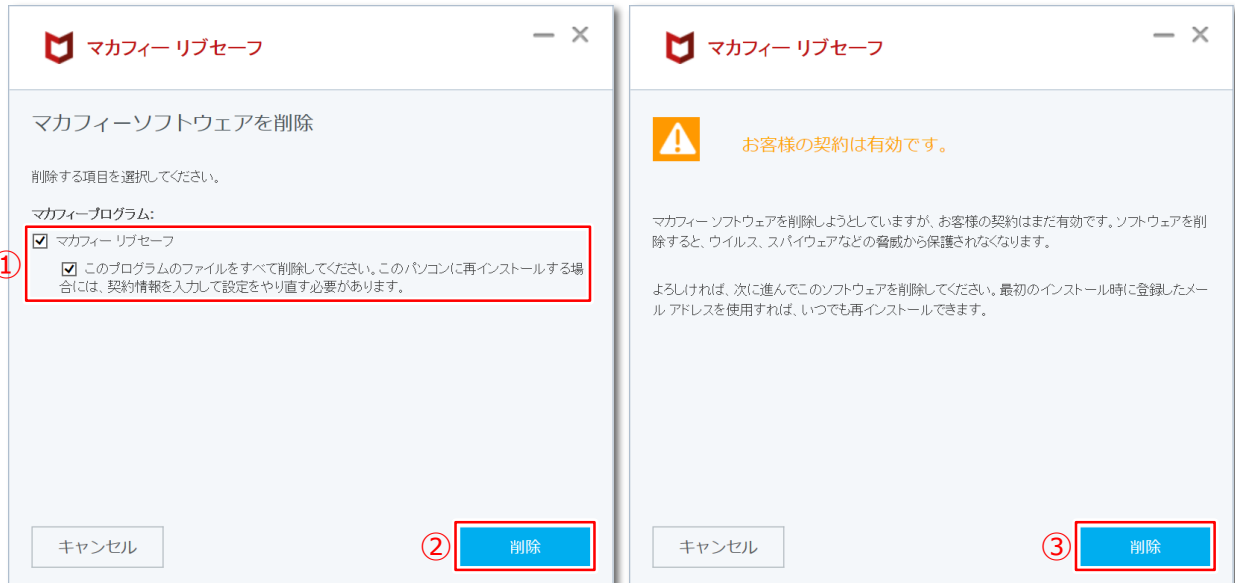 マカフィー リブセーフ
マカフィーソフトウェアを削除
削除する項目を選択してください。
マカフィープログラム:
①
マカフィー リブセーフ
このプログラムのファイルをすべて削除してください。このパソコンに再インストールする場
合には、契約情報を入力して設定をやり直す必要があります。
キャンセル
②
削除
マカフィー リブセーフ
お客様の契約は有効です。
マカフィー ソフトウェアを削除しようとしていますが、お客様の契約はまだ有効です。ソフトウェアを削
除すると、ウイルス、スパイウェアなどの脅威から保護されなくなります。
よろしければ、次に進んでこのソフトウェアを削除してください。最初のインストール時に登録したメー
ル アドレスを使用すれば、いつでも再インストールできます。
キャンセル
③
削除